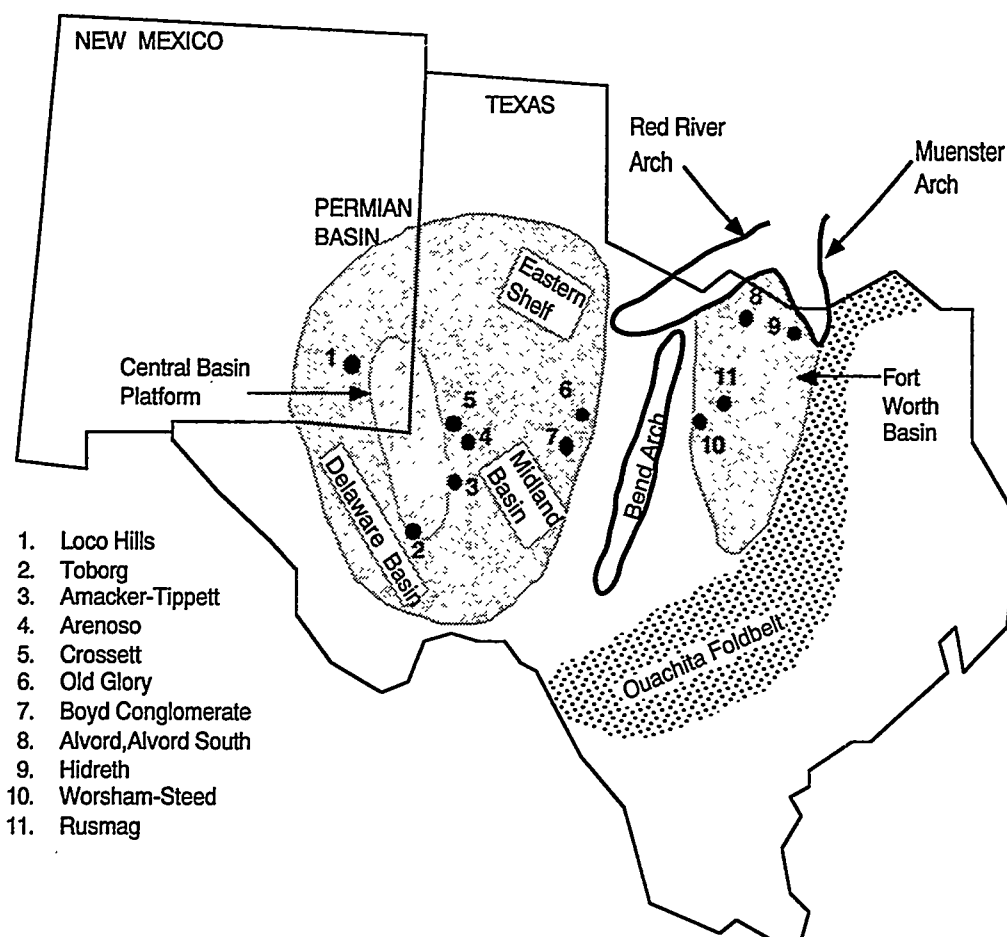 NEW MEXICO
TEXAS
Red River
Arch
Muenster
Arch
PERMIAN
BASIN
Eastern
Shelf
8
9
1
Central Basin
Platform
11
6
5
Fort
Worth
Basin
10
4
7
3
Midland
Basin
Bend Arch
Delaware Basin
2
Ouachita Foldbelt
1. Loco Hills
2. Toborg
3. Amacker-Tippett
4. Arenoso
5. Crossett
6. Old Glory
7. Boyd Conglomerate
8. Alvord,Alvord South
9. Hidreth
10. Worsham-Steed
11. Rusmag